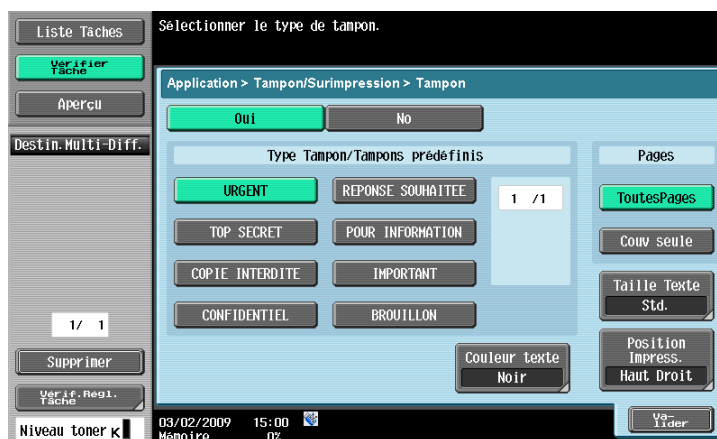 Liste Tâches
Vérifier
Tâche
Aperçu
Destin.Multi-Diff.
1/ 1
Supprimer
Vérif.Régl.
Tâche
Niveau toner K
Sélectionner le type de tampon.
Application > Tampon/Surimpression > Tampon
Oui
No
Type Tampon/Tampons prédéfinis
URGENT
REPONSE SOUHAITEE
TOP SECRET
POUR INFORMATION
COPIE INTERDITE
IMPORTANT
CONFIDENTIEL
BROUILLON
1 /1
Pages
ToutesPages
Couv seule
Taille Texte
Std.
Couleur texte
Noir
Position
Impress.
Haut Droit
03/02/2009 15:00
Mémoire 0%
Va-
lider